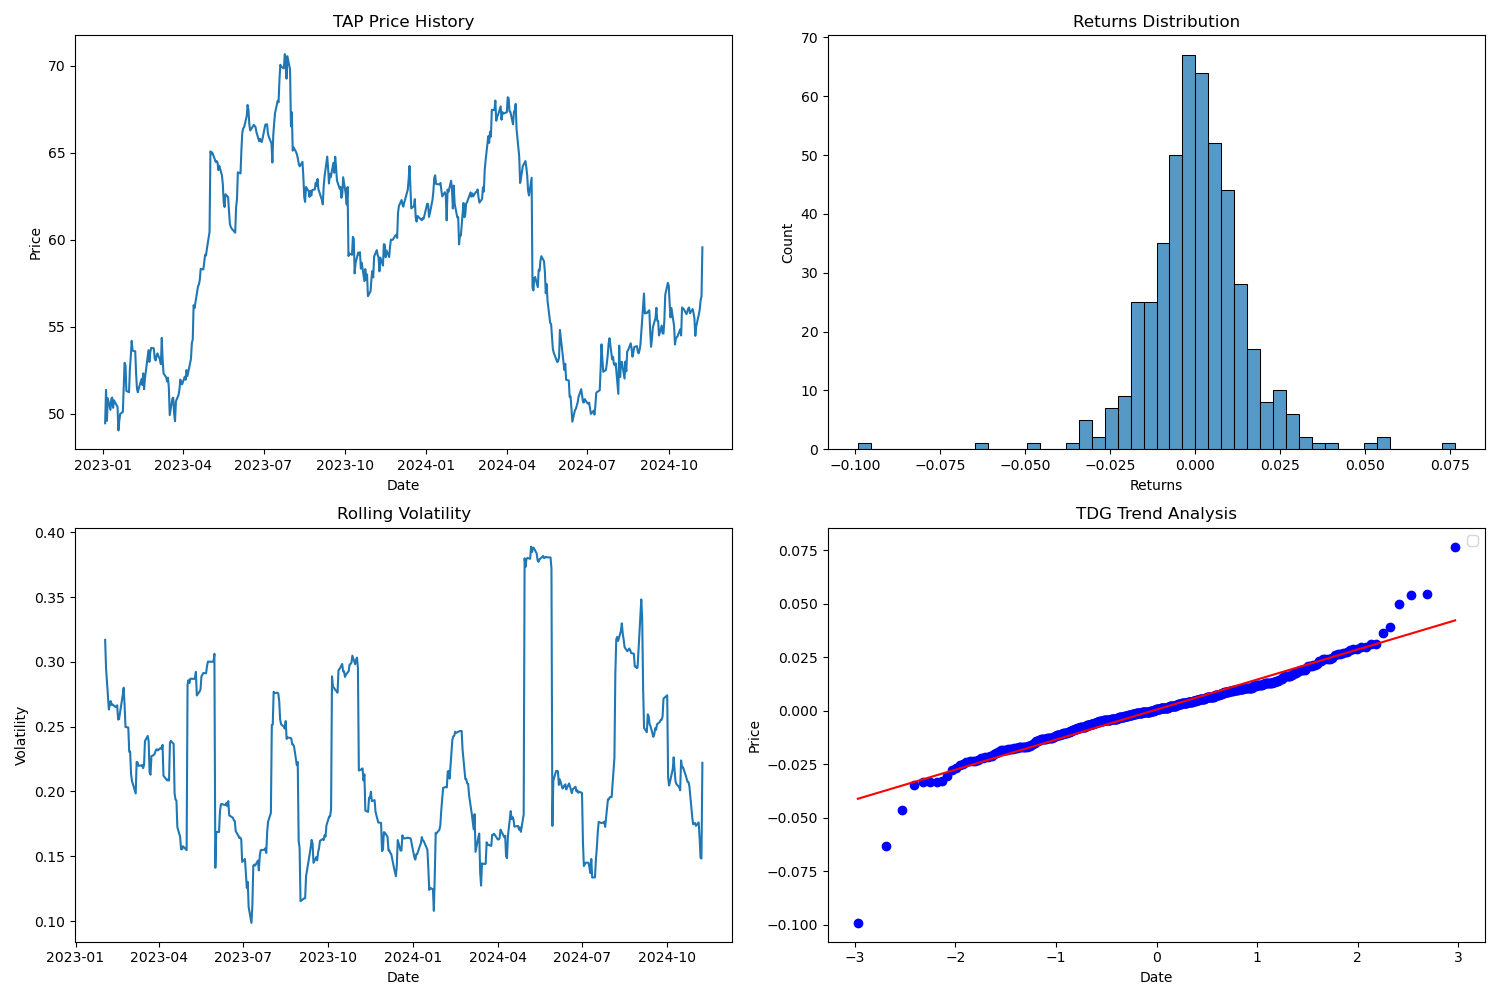 TAP Price History
Price
70
65
60
55
50
2023-01 2023-04 2023-07 2023-10 2024-01 2024-04 2024-07 2024-10
Date
Returns Distribution
Count
70
60
50
40
30
20
10
0
−0.100 −0.075 −0.050 −0.025 0.000 0.025 0.050 0.075
Returns
Rolling Volatility
Volatility
0.40
0.35
0.30
0.25
0.20
0.15
0.10
2023-01 2023-04 2023-07 2023-10 2024-01 2024-04 2024-07 2024-10
Date
TDG Trend Analysis
Price
0.075
0.050
0.025
0.000
−0.025
−0.050
−0.075
−0.100
−3 −2 −1 0 1 2 3
Date